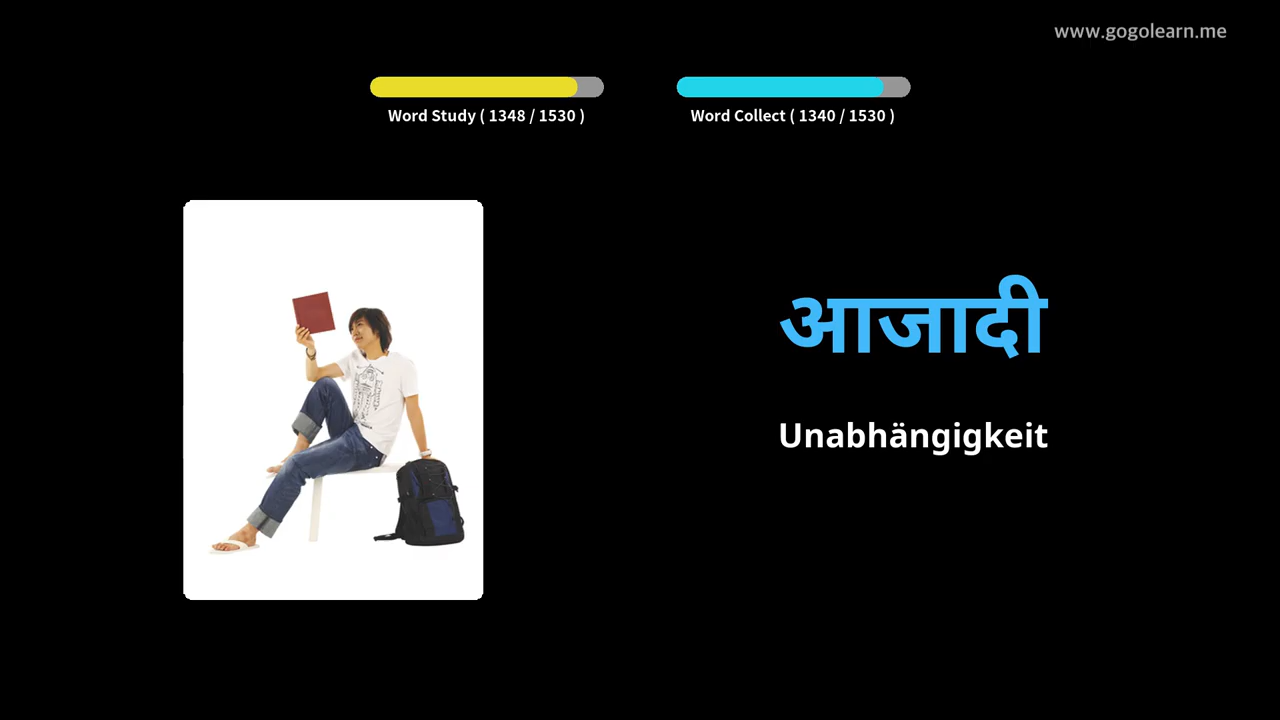 www.gogolearn.me
Word Study ( 1348 / 1530 )
Word Collect ( 1340 / 1530 )
आजादी
Unabhängigkeit